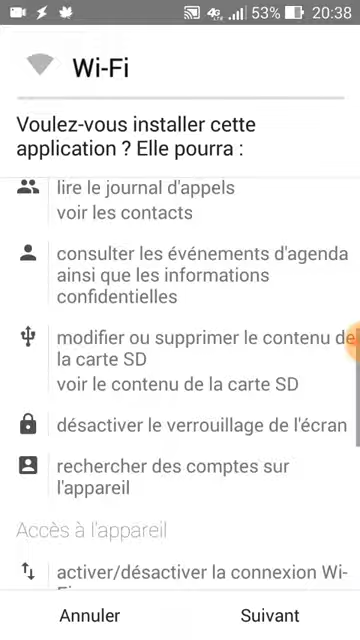 4G 53% 20:38
Wi-Fi
Voulez-vous installer cette
application ? Elle pourra :
lire le journal d'appels
voir les contacts
consulter les événements d'agenda
ainsi que les informations
confidentielles
modifier ou supprimer le contenu de
la carte SD
voir le contenu de la carte SD
désactiver le verrouillage de l'écran
rechercher des comptes sur
l'appareil
Accès à l'appareil
activer/désactiver la connexion Wi-
Annuler Suivant